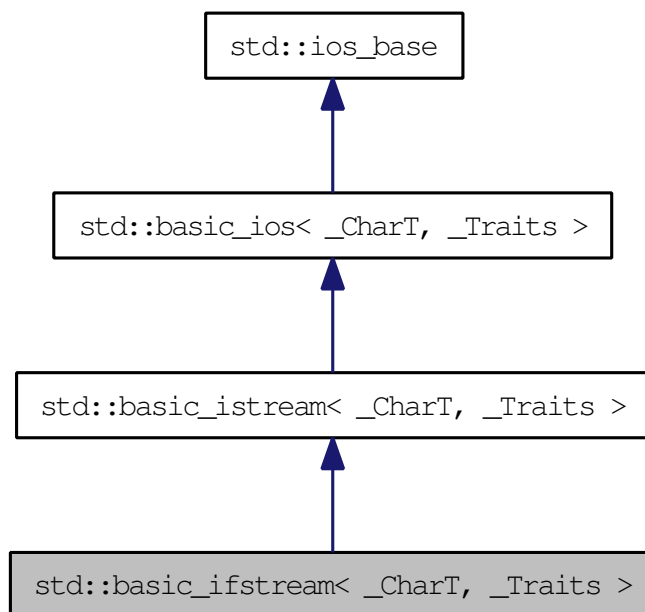 std::ios_base
std::basic_ios< _CharT, _Traits >
std::basic_istream< _CharT, _Traits >
std::basic_ifstream< _CharT, _Traits >